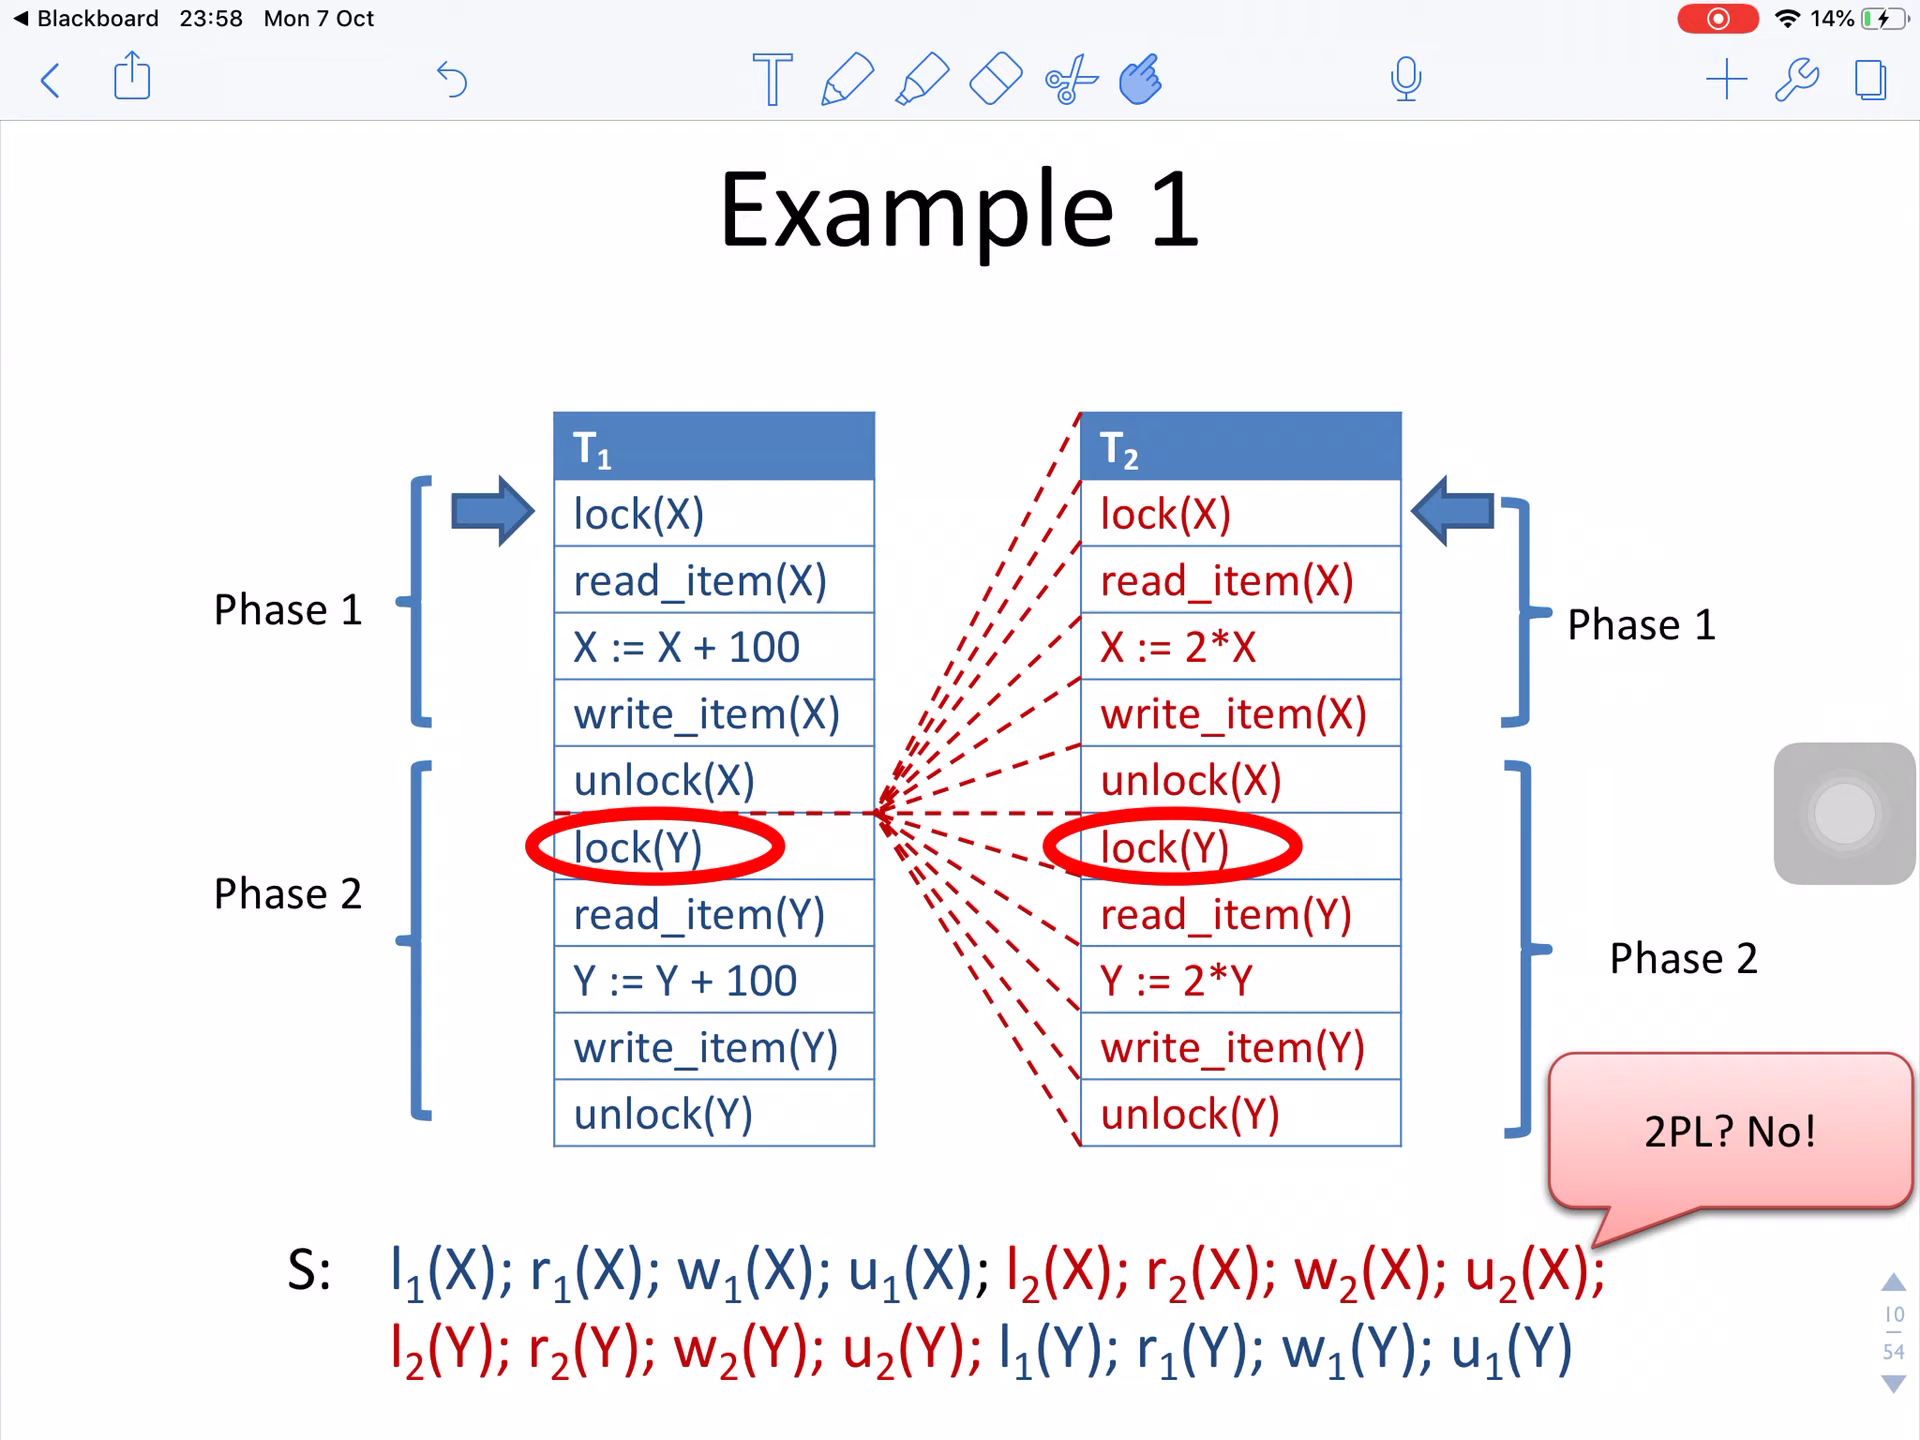 Blackboard 23:58 Mon 7 Oct 14%
T
Example 1
T₁ T₂
lock(X) lock(X)
read_item(X) read_item(X)
Phase 1 Phase 1
X := X + 100 X := 2*X
write_item(X) write_item(X)
unlock(X) unlock(X)
lock(Y) lock(Y)
Phase 2 read_item(Y) read_item(Y)
Phase 2
Y := Y + 100 Y := 2*Y
write_item(Y) write_item(Y)
unlock(Y) unlock(Y)
2PL? No!
S: l₁(X); r₁(X); w₁(X); u₁(X); l₂(X); r₂(X); w₂(X); u₂(X);
l₂(Y); r₂(Y); w₂(Y); u₂(Y); l₁(Y); r₁(Y); w₁(Y); u₁(Y)
10
54